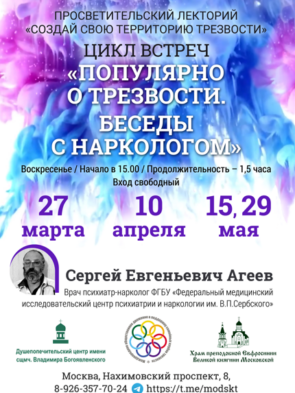 ПРОСВЕТИТЕЛЬСКИЙ ЛЕКТОРИЙ
«СОЗДАЙ СВОЮ ТЕРРИТОРИЮ ТРЕЗВОСТИ»
ЦИКЛ ВСТРЕЧ
«ПОПУЛЯРНО
О ТРЕЗВОСТИ.
БЕСЕДЫ
С НАРКОЛОГОМ»
Воскресенье / Начало в 15.00 / Продолжительность – 1,5 часа
Вход свободный
27 10 15, 29
марта апреля мая
Сергей Евгеньевич Агеев
Врач психиатр-нарколог ФГБУ «Федеральный медицинский
исследовательский центр психиатрии и наркологии им. В.П.Сербского»
Душепопечительский центр имени
сщмч. Владимира Богоявленского
Храм преподобной Евфросинии
Великой княгини Московской
Москва, Нахимовский проспект, 8,
8-926-357-70-24 https://t.me/modskt